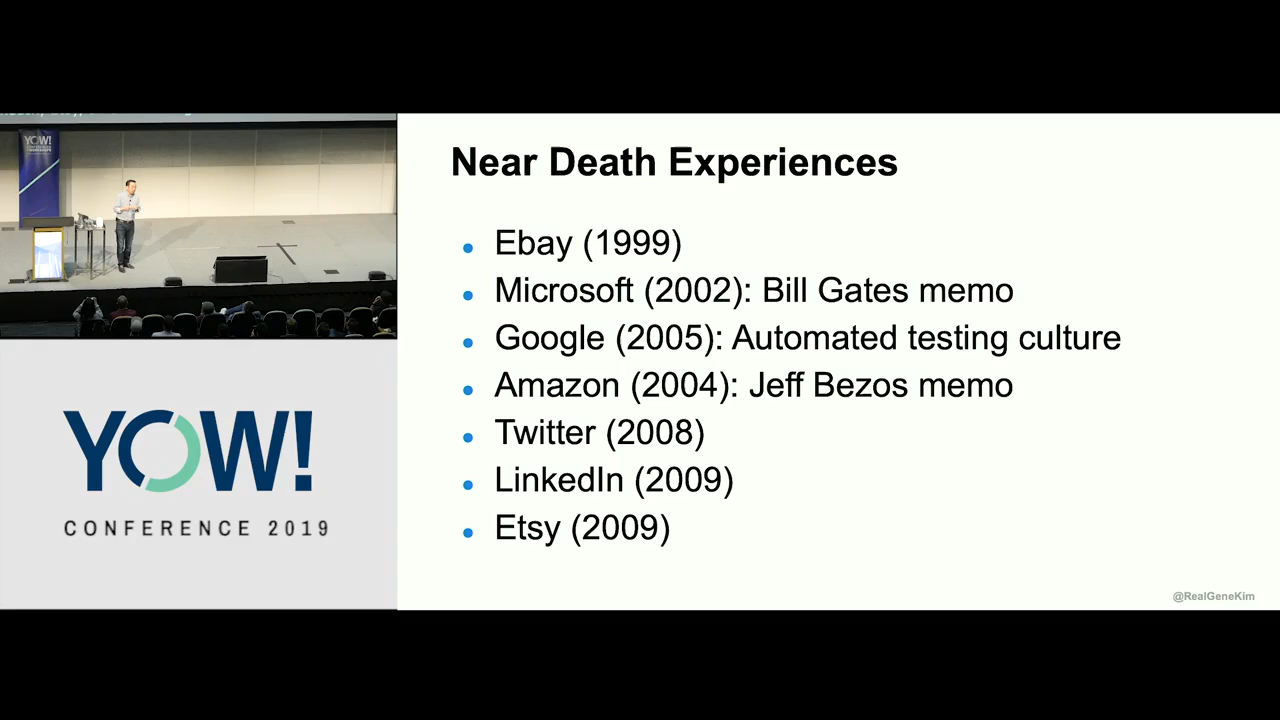 YOW!
Near Death Experiences
Ebay (1999)
Microsoft (2002): Bill Gates memo
Google (2005): Automated testing culture
Amazon (2004): Jeff Bezos memo
Twitter (2008)
LinkedIn (2009)
Etsy (2009)
@RealGeneKim
YOW!
CONFERENCE 2019